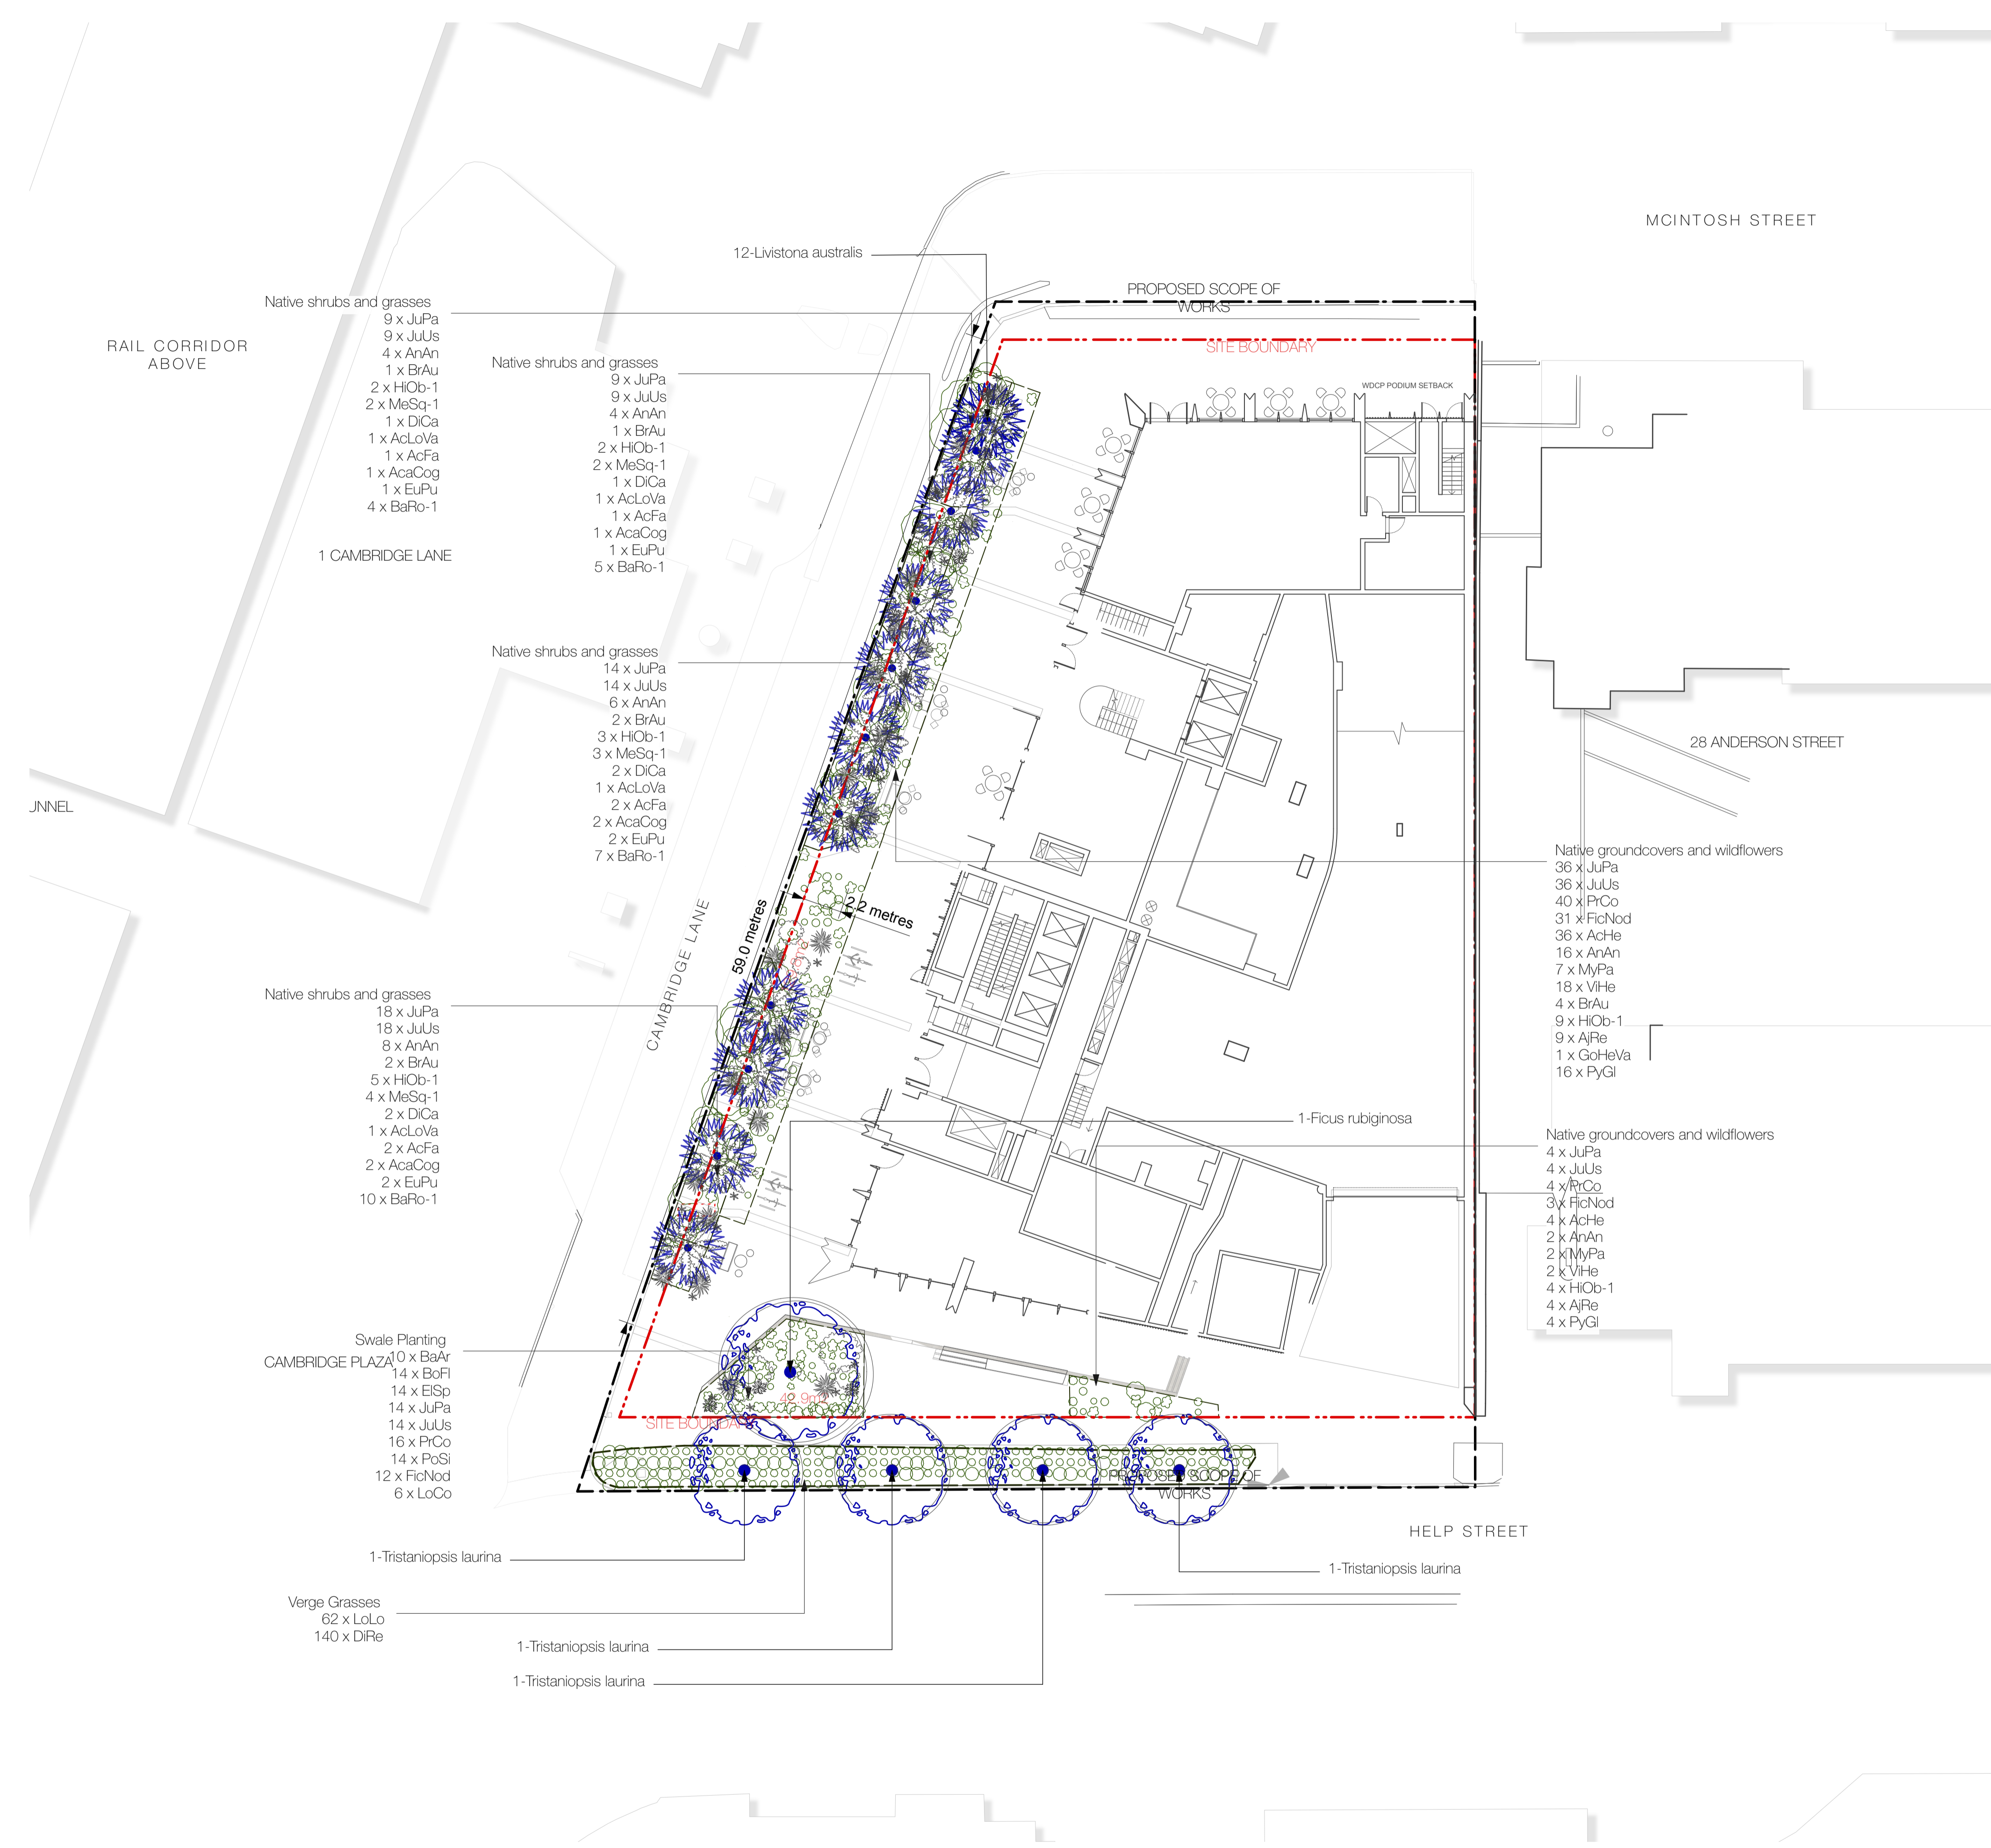 MCINTOSH STREET
12-Livistona australis
PROPOSED SCOPE OF
WORKS
SITE BOUNDARY
WDCP PODIUM SETBACK
RAIL CORRIDOR
ABOVE
Native shrubs and grasses
9 x JuPa
9 x JuUs
4 x AnAn
1 x BrAu
2 x HiOb-1
2 x MeSq-1
1 x DiCa
1 x AcLoVa
1 x AcFa
1 x AcaCog
1 x EuPu
4 x BaRo-1
1 CAMBRIDGE LANE
Native shrubs and grasses
9 x JuPa
9 x JuUs
4 x AnAn
1 x BrAu
2 x HiOb-1
2 x MeSq-1
1 x DiCa
1 x AcLoVa
1 x AcFa
1 x AcaCog
1 x EuPu
5 x BaRo-1
Native shrubs and grasses
14 x JuPa
14 x JuUs
6 x AnAn
2 x BrAu
3 x HiOb-1
3 x MeSq-1
2 x DiCa
1 x AcLoVa
2 x AcFa
2 x AcaCog
2 x EuPu
7 x BaRo-1
28 ANDERSON STREET
UNNEL
Native groundcovers and wildflowers
36 x JuPa
36 x JuUs
40 x PrCo
31 x FicNod
36 x AcHe
16 x AnAn
7 x MyPa
18 x ViHe
4 x BrAu
9 x HiOb-1
9 x AjRe
1 x GoHeVa
16 x PyGl
2.2 metres
59.0 metres
CAMBRIDGE LANE
Native shrubs and grasses
18 x JuPa
18 x JuUs
8 x AnAn
2 x BrAu
5 x HiOb-1
4 x MeSq-1
2 x DiCa
1 x AcLoVa
2 x AcFa
2 x AcaCog
2 x EuPu
10 x BaRo-1
1-Ficus rubiginosa
Native groundcovers and wildflowers
4 x JuPa
4 x JuUs
4 x PrCo
3 x FicNod
4 x AcHe
2 x AnAn
2 x MyPa
2 x ViHe
4 x HiOb-1
4 x AjRe
4 x PyGl
Swale Planting
CAMBRIDGE PLAZA
10 x BaAr
14 x BoFl
14 x ElSp
14 x JuPa
14 x JuUs
16 x PrCo
14 x PoSi
12 x FicNod
6 x LoCo
SITE BOUNDARY
PROPOSED SCOPE OF
WORKS
HELP STREET
1-Tristaniopsis laurina
1-Tristaniopsis laurina
Verge Grasses
62 x LoLo
140 x DiRe
1-Tristaniopsis laurina
1-Tristaniopsis laurina